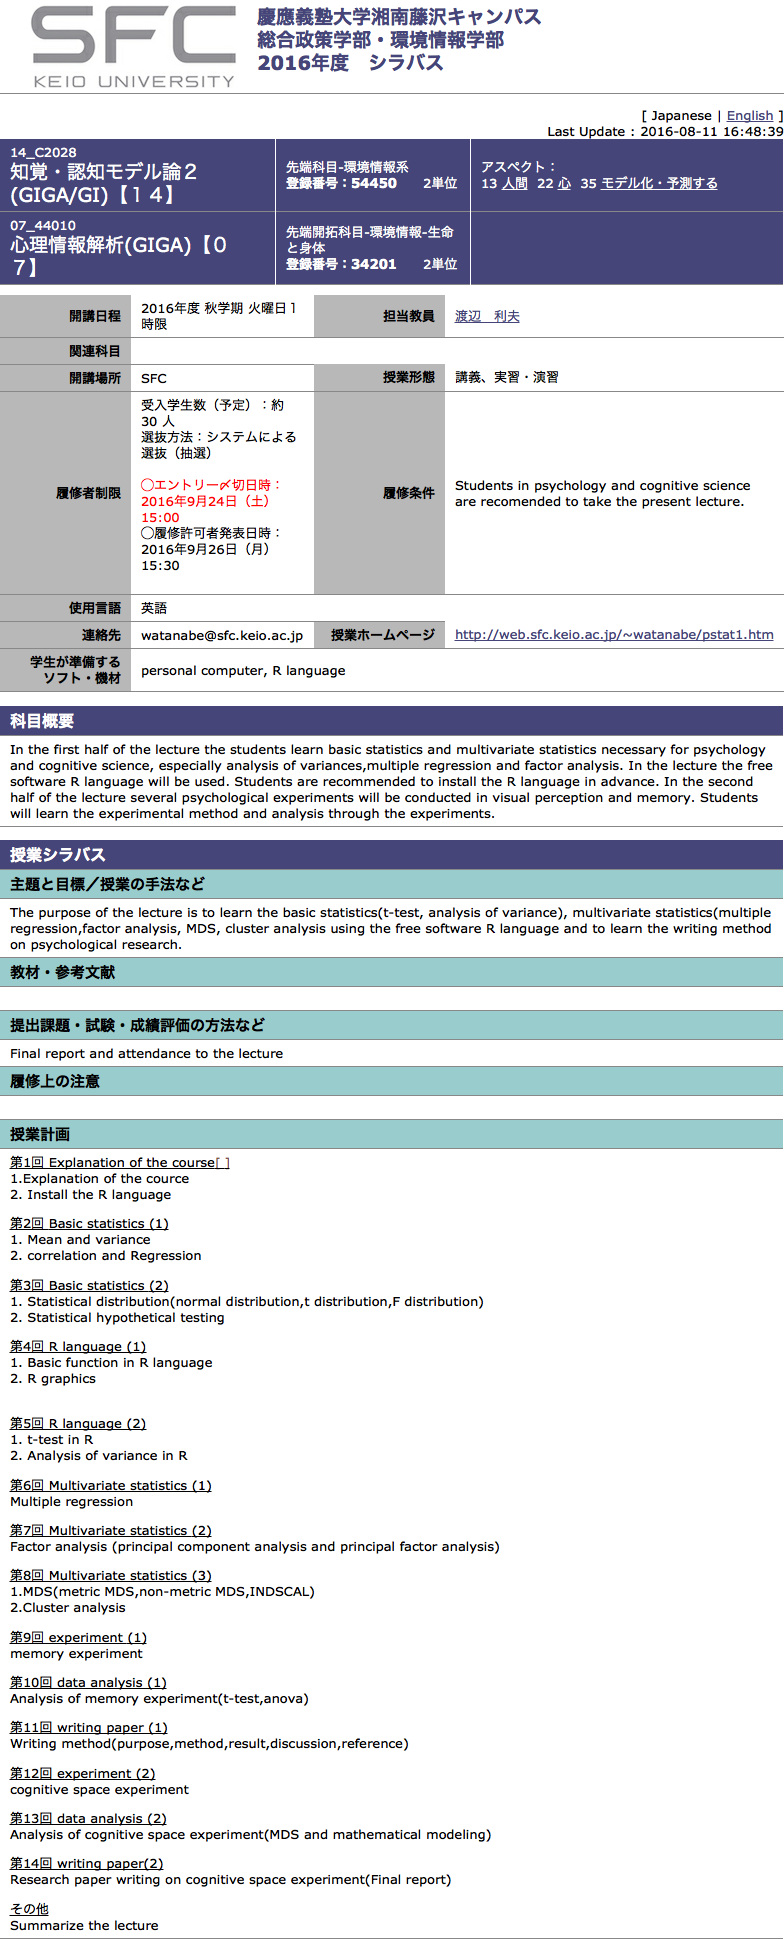 SFC
KEIO UNIVERSITY
慶應義塾大学湘南藤沢キャンパス
総合政策学部・環境情報学部
2016年度　シラバス
[ Japanese | English ]
Last Update : 2016-08-11 16:48:39
14_C2028
知覚・認知モデル論２
(GIGA/GI)【１４】
先端科目-環境情報系
登録番号：54450　　2単位
アスペクト：
13 人間　22 心　35 モデル化・予測する
07_44010
心理情報解析(GIGA)【０
７】
先端開拓科目-環境情報-生命
と身体
登録番号：34201　　2単位
開講日程
2016年度 秋学期 火曜日１
時限
担当教員
渡辺　利夫
関連科目
開講場所
SFC
授業形態
講義、実習・演習
履修者制限
受入学生数（予定）：約
30 人
選抜方法：システムによる
選抜（抽選）
◯エントリー〆切日時：
2016年9月24日（土）
15:00
◯履修許可者発表日時：
2016年9月26日（月）
15:30
履修条件
Students in psychology and cognitive science
are recomended to take the present lecture.
使用言語
英語
連絡先
watanabe@sfc.keio.ac.jp
授業ホームページ
http://web.sfc.keio.ac.jp/~watanabe/pstat1.htm
学生が準備する
ソフト・機材
personal computer, R language
科目概要
In the first half of the lecture the students learn basic statistics and multivariate statistics necessary for psychology
and cognitive science, especially analysis of variances,multiple regression and factor analysis. In the lecture the free
software R language will be used. Students are recommended to install the R language in advance. In the second
half of the lecture several psychological experiments will be conducted in visual perception and memory. Students
will learn the experimental method and analysis through the experiments.
授業シラバス
主題と目標／授業の手法など
The purpose of the lecture is to learn the basic statistics(t-test, analysis of variance), multivariate statistics(multiple
regression,factor analysis, MDS, cluster analysis using the free software R language and to learn the writing method
on psychological research.
教材・参考文献
提出課題・試験・成績評価の方法など
Final report and attendance to the lecture
履修上の注意
授業計画
第1回 Explanation of the course[ ]
1.Explanation of the cource
2. Install the R language
第2回 Basic statistics (1)
1. Mean and variance
2. correlation and Regression
第3回 Basic statistics (2)
1. Statistical distribution(normal distribution,t distribution,F distribution)
2. Statistical hypothetical testing
第4回 R language (1)
1. Basic function in R language
2. R graphics
第5回 R language (2)
1. t-test in R
2. Analysis of variance in R
第6回 Multivariate statistics (1)
Multiple regression
第7回 Multivariate statistics (2)
Factor analysis (principal component analysis and principal factor analysis)
第8回 Multivariate statistics (3)
1.MDS(metric MDS,non-metric MDS,INDSCAL)
2.Cluster analysis
第9回 experiment (1)
memory experiment
第10回 data analysis (1)
Analysis of memory experiment(t-test,anova)
第11回 writing paper (1)
Writing method(purpose,method,result,discussion,reference)
第12回 experiment (2)
cognitive space experiment
第13回 data analysis (2)
Analysis of cognitive space experiment(MDS and mathematical modeling)
第14回 writing paper(2)
Research paper writing on cognitive space experiment(Final report)
その他
Summarize the lecture